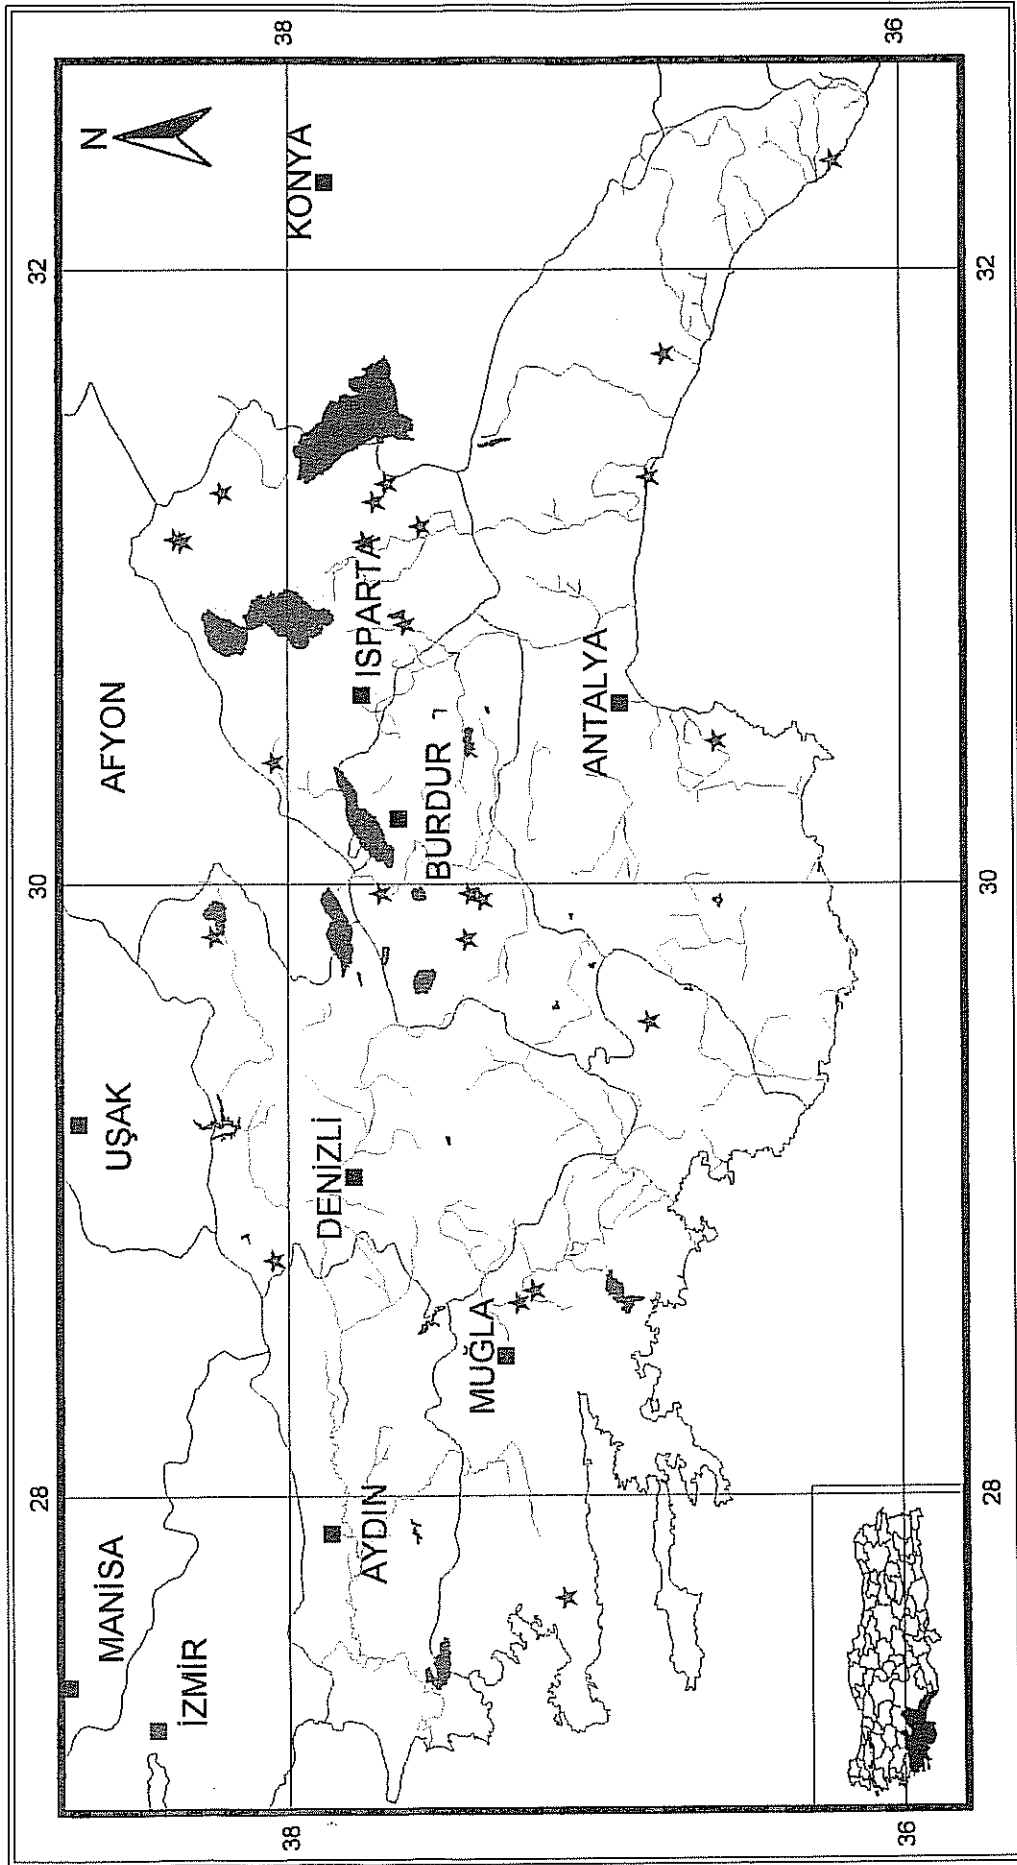 38
36
N
KONYA
32
32
AFYON
ISPARTA
ANTALYA
BURDUR
30
30
UŞAK
DENİZLİ
MUĞLA
28
28
MANİSA
AYDIN
İZMİR
38
36